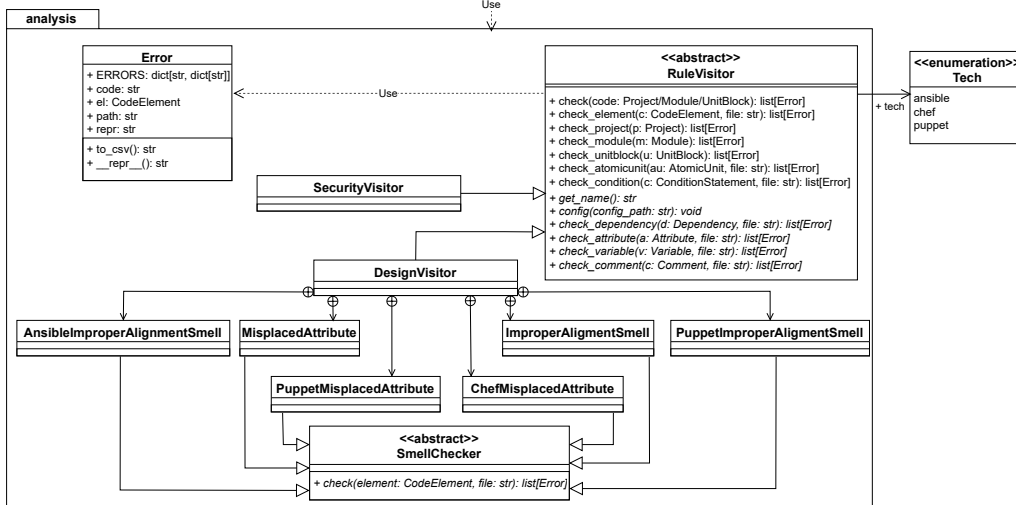 Use
analysis
Error
+ ERRORS: dict[str, dict[str]]
+ code: str
+ el: CodeElement
+ path: str
+ repr: str
+ to_csv(): str
+ __repr__(): str
Use
<<abstract>>
RuleVisitor
+ check(code: Project/Module/UnitBlock): list[Error]
+ check_element(c: CodeElement, file: str): list[Error]
+ check_project(p: Project): list[Error]
+ check_module(m: Module): list[Error]
+ check_unitblock(u: UnitBlock): list[Error]
+ check_atomicunit(au: AtomicUnit, file: str): list[Error]
+ check_condition(c: ConditionStatement, file: str): list[Error]
+ get_name(): str
+ config(config_path: str): void
+ check_dependency(d: Dependency, file: str): list[Error]
+ check_attribute(a: Attribute, file: str): list[Error]
+ check_variable(v: Variable, file: str): list[Error]
+ check_comment(c: Comment, file: str): list[Error]
+ tech
<<enumeration>>
Tech
ansible
chef
puppet
SecurityVisitor
DesignVisitor
AnsibleImproperAlignmentSmell
MisplacedAttribute
ImproperAligmentSmell
PuppetImproperAligmentSmell
PuppetMisplacedAttribute
ChefMisplacedAttribute
<<abstract>>
SmellChecker
+ check(element: CodeElement, file: str): list[Error]